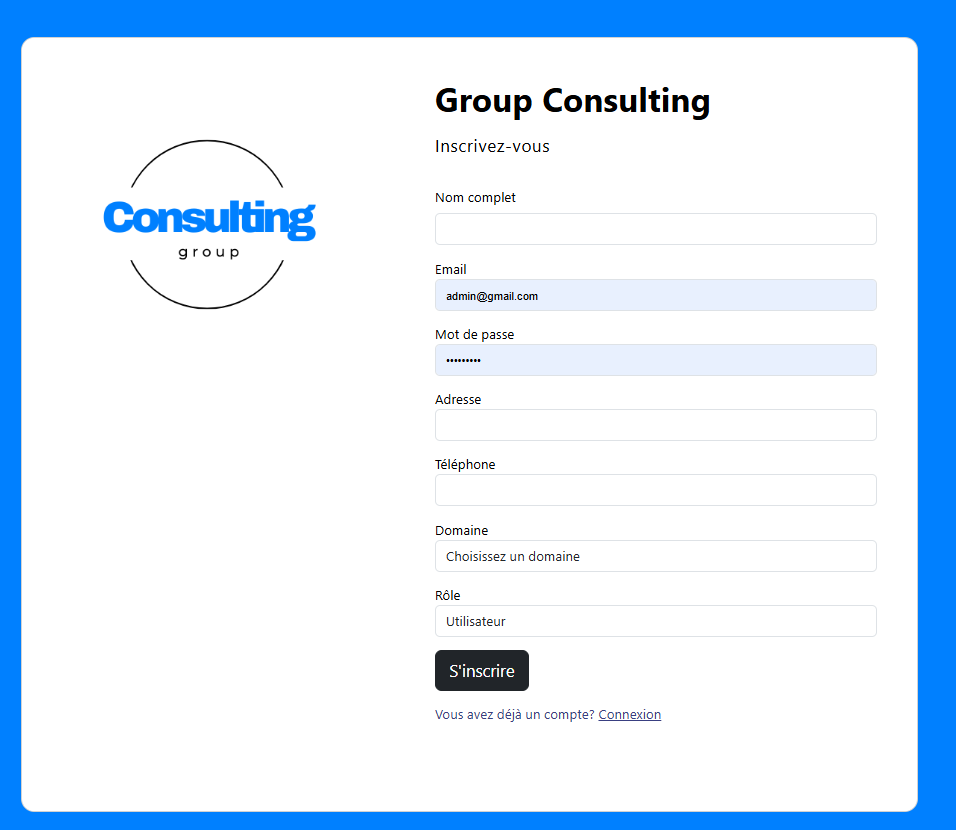 Consulting
group
Group Consulting
Inscrivez-vous
Nom complet
Email
admin@gmail.com
Mot de passe
•••••••••
Adresse
Téléphone
Domaine
Choisissez un domaine
Rôle
Utilisateur
S'inscrire
Vous avez déjà un compte? Connexion